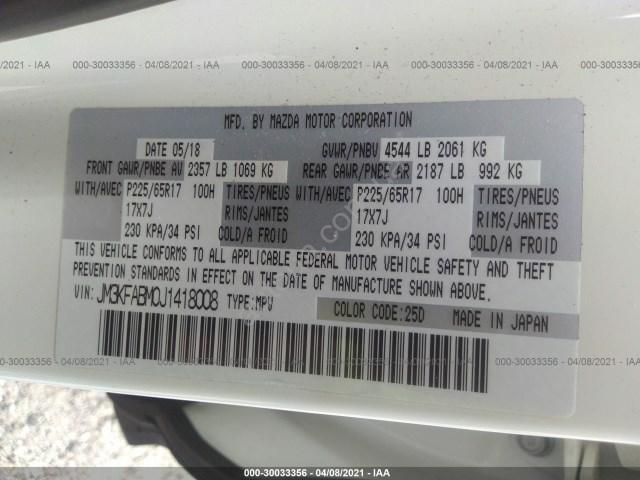 000-30033356 - 04/08/2021 - IAA
MFD. BY MAZDA MOTOR CORPORATION
DATE 05/18 GVWR/PNBV 4544 LB 2061 KG
FRONT GAWR/PNBE AV 2357 LB 1069 KG REAR GAWR/PNBE AR 2187 LB 992 KG
WITH/AVEC P225/65R17 100H TIRES/PNEUS WITH/AVEC P225/65R17 100H TIRES/PNEUS
17X7J RIMS/JANTES 17X7J RIMS/JANTES
230 KPA/34 PSI COLD/A FROID 230 KPA/34 PSI COLD/A FROID
THIS VEHICLE CONFORMS TO ALL APPLICABLE FEDERAL MOTOR VEHICLE SAFETY AND THEFT
PREVENTION STANDARDS IN EFFECT ON THE DATE OF MANUFACTURE SHOWN ABOVE.
VIN: JM3KFABM0J1418008 TYPE:MPV COLOR CODE:25D MADE IN JAPAN
000-30033356 - 04/08/2021 - IAA